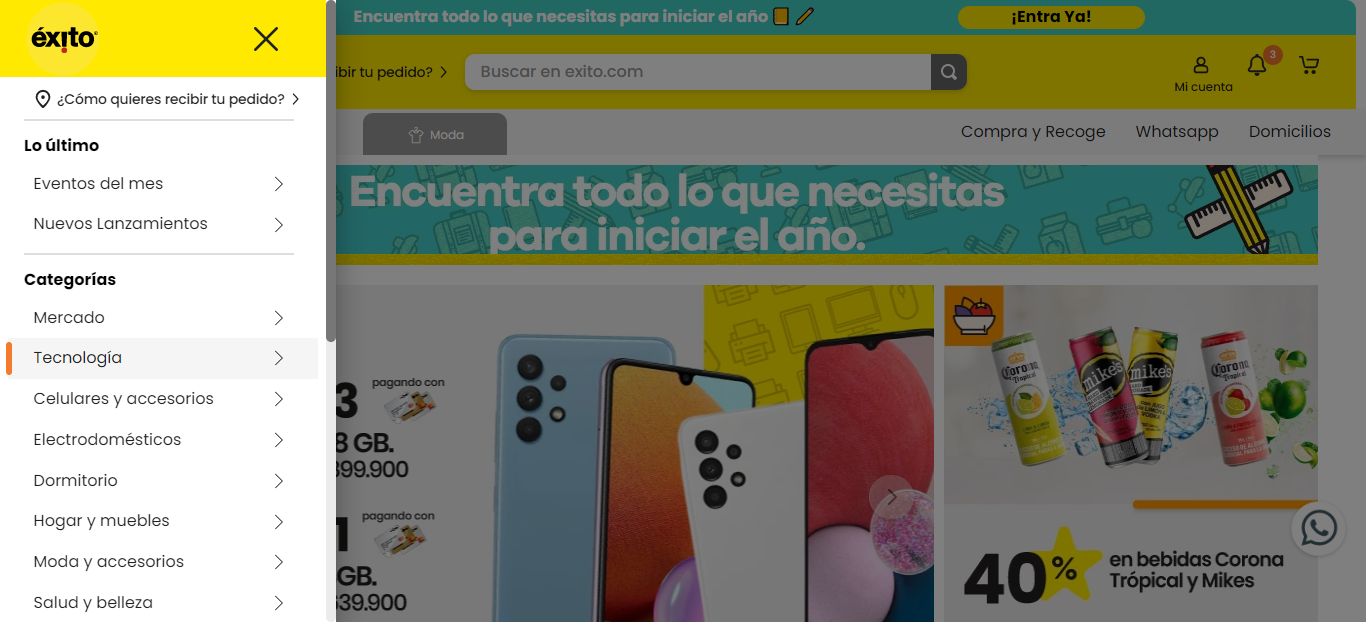 éxito
¿Cómo quieres recibir tu pedido?
Lo último
Eventos del mes
Nuevos Lanzamientos
Categorías
Mercado
Tecnología
Celulares y accesorios
Electrodomésticos
Dormitorio
Hogar y muebles
Moda y accesorios
Salud y belleza
Encuentra todo lo que necesitas para iniciar el año
¡Entra Ya!
ibir tu pedido?
Buscar en exito.com
Mi cuenta
3
Moda
Compra y Recoge
Whatsapp
Domicilios
Encuentra todo lo que necesitas
para iniciar el año.
3
pagando con
8 GB.
399.900
1
pagando con
GB.
639.900
Corona
Tropical
mike's
mike's
Corona
Tropical
40%
en bebidas Corona
Trópical y Mikes